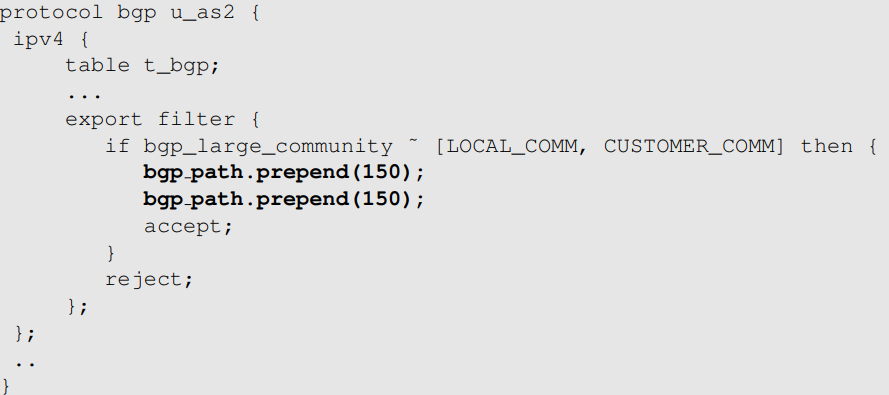 protocol bgp u_as2 {
ipv4 {
table t_bgp;
...
export filter {
if bgp_large_community ~ [LOCAL_COMM, CUSTOMER_COMM] then {
bgp_path.prepend(150);
bgp_path.prepend(150);
accept;
}
reject;
};
};
..
}